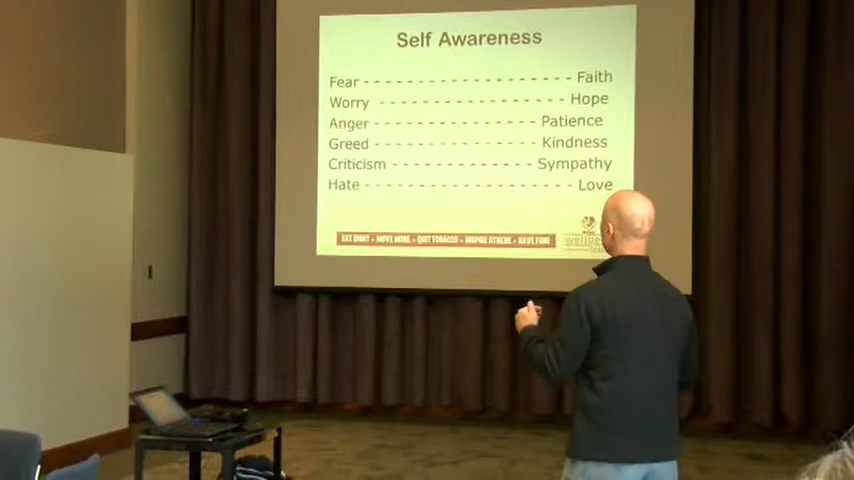 Self Awareness
Fear - - - - - - - - - - - - - - - - - - - Faith
Worry - - - - - - - - - - - - - - - - - Hope
Anger - - - - - - - - - - - - - - - Patience
Greed - - - - - - - - - - - - - - - Kindness
Criticism - - - - - - - - - - - - - Sympathy
Hate - - - - - - - - - - - - - - - - - - - Love
EAT RIGHT • MOVE MORE • QUIT TOBACCO • INSPIRE OTHERS • HAVE FUN!